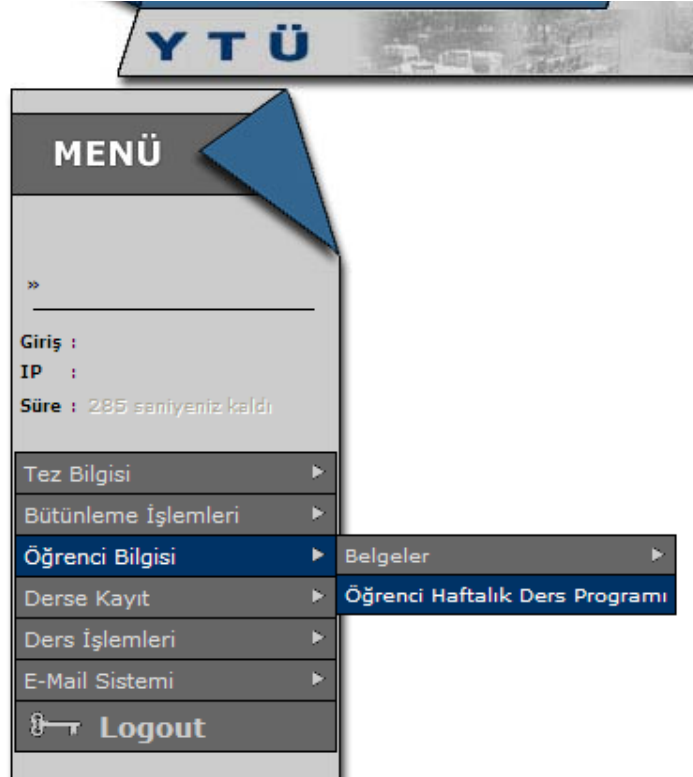 YTÜ
MENÜ
»
Giriş :
IP :
Süre : 285 saniyeniz kaldı
Tez Bilgisi
Bütünleme İşlemleri
Öğrenci Bilgisi
Belgeler
Derse Kayıt
Öğrenci Haftalık Ders Programı
Ders İşlemleri
E-Mail Sistemi
Logout